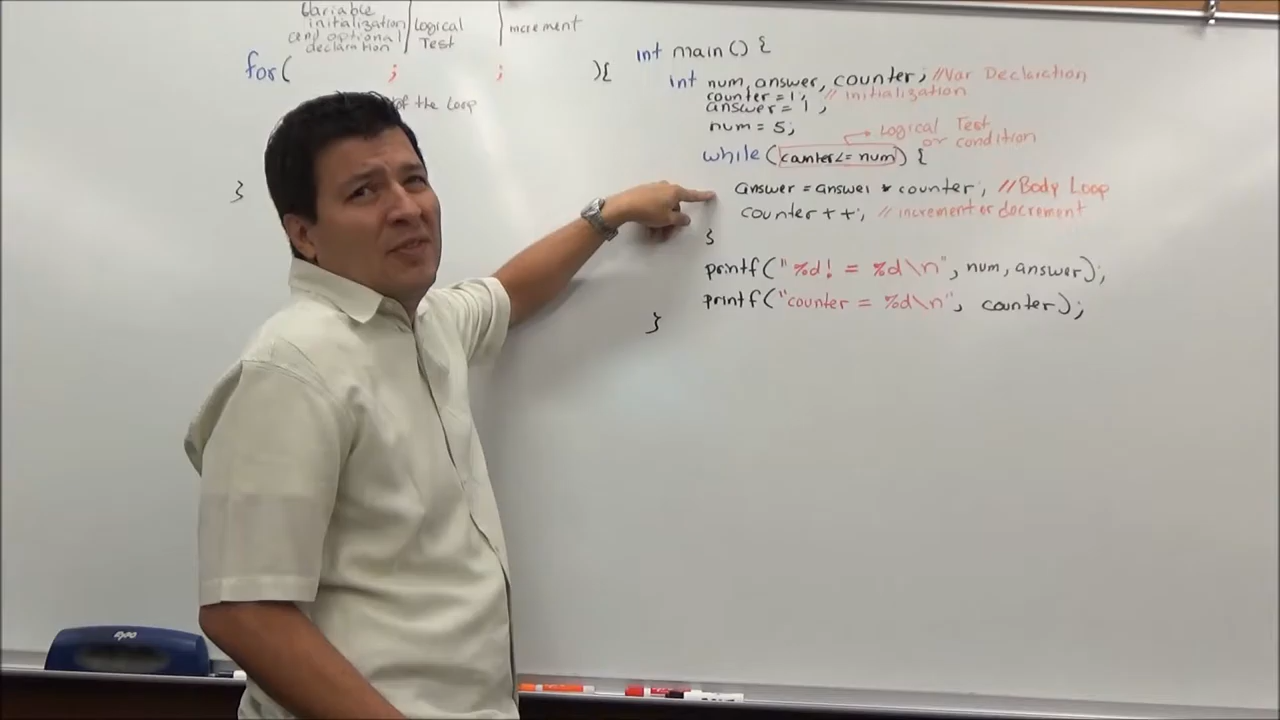 Variable
initalization
and optional
declaration
Logical
Test
increment
for(      ;      ;      ){
of the Loop
}
int main() {
int num, answer, counter; //Var Declaration
counter = 1; // initialization
answer = 1;
num = 5;
Logical Test
or condition
while (counter<= num) {
answer = answer * counter; //Body Loop
counter ++; // increment or decrement
}
printf("%d! = %d\n", num, answer);
printf("counter = %d\n", counter);
}
EXPO